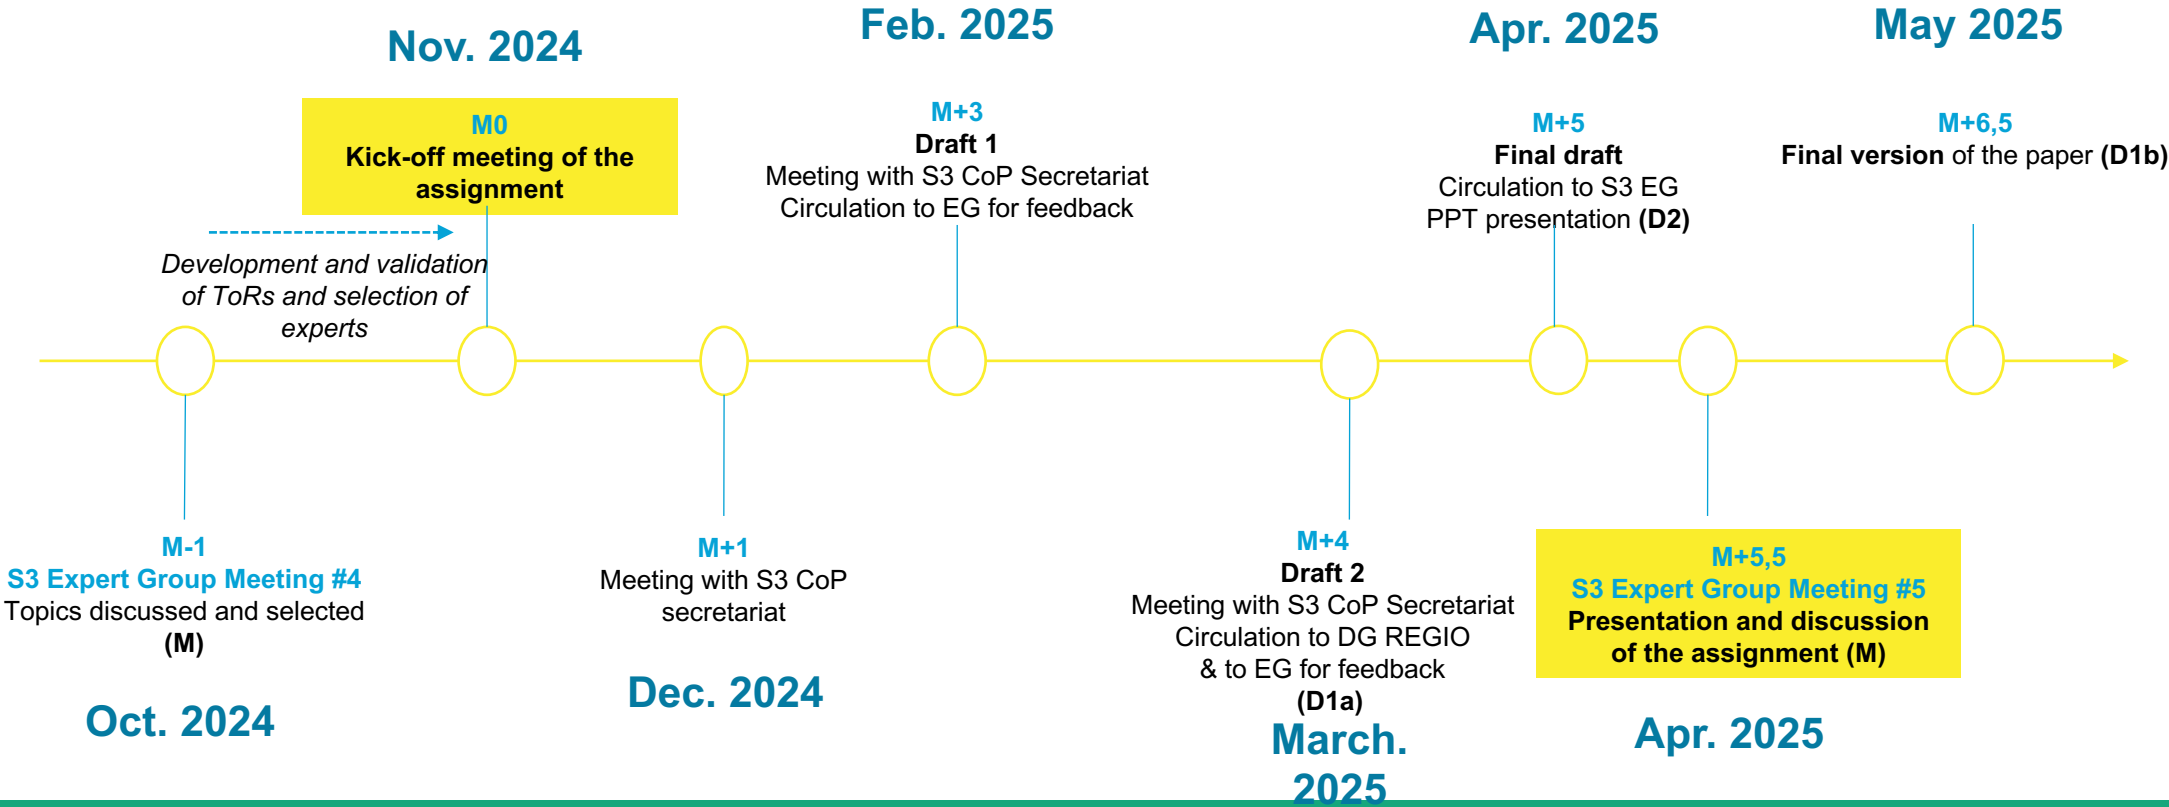 Nov. 2024
Feb. 2025
Apr. 2025
May 2025
M0
Kick-off meeting of the
assignment
M+3
Draft 1
Meeting with S3 CoP Secretariat
Circulation to EG for feedback
M+5
Final draft
Circulation to S3 EG
PPT presentation (D2)
M+6,5
Final version of the paper (D1b)
Development and validation
of ToRs and selection of
experts
M-1
S3 Expert Group Meeting #4
Topics discussed and selected
(M)
Oct. 2024
M+1
Meeting with S3 CoP
secretariat
Dec. 2024
M+4
Draft 2
Meeting with S3 CoP Secretariat
Circulation to DG REGIO
& to EG for feedback
(D1a)
March.
2025
M+5,5
S3 Expert Group Meeting #5
Presentation and discussion
of the assignment (M)
Apr. 2025